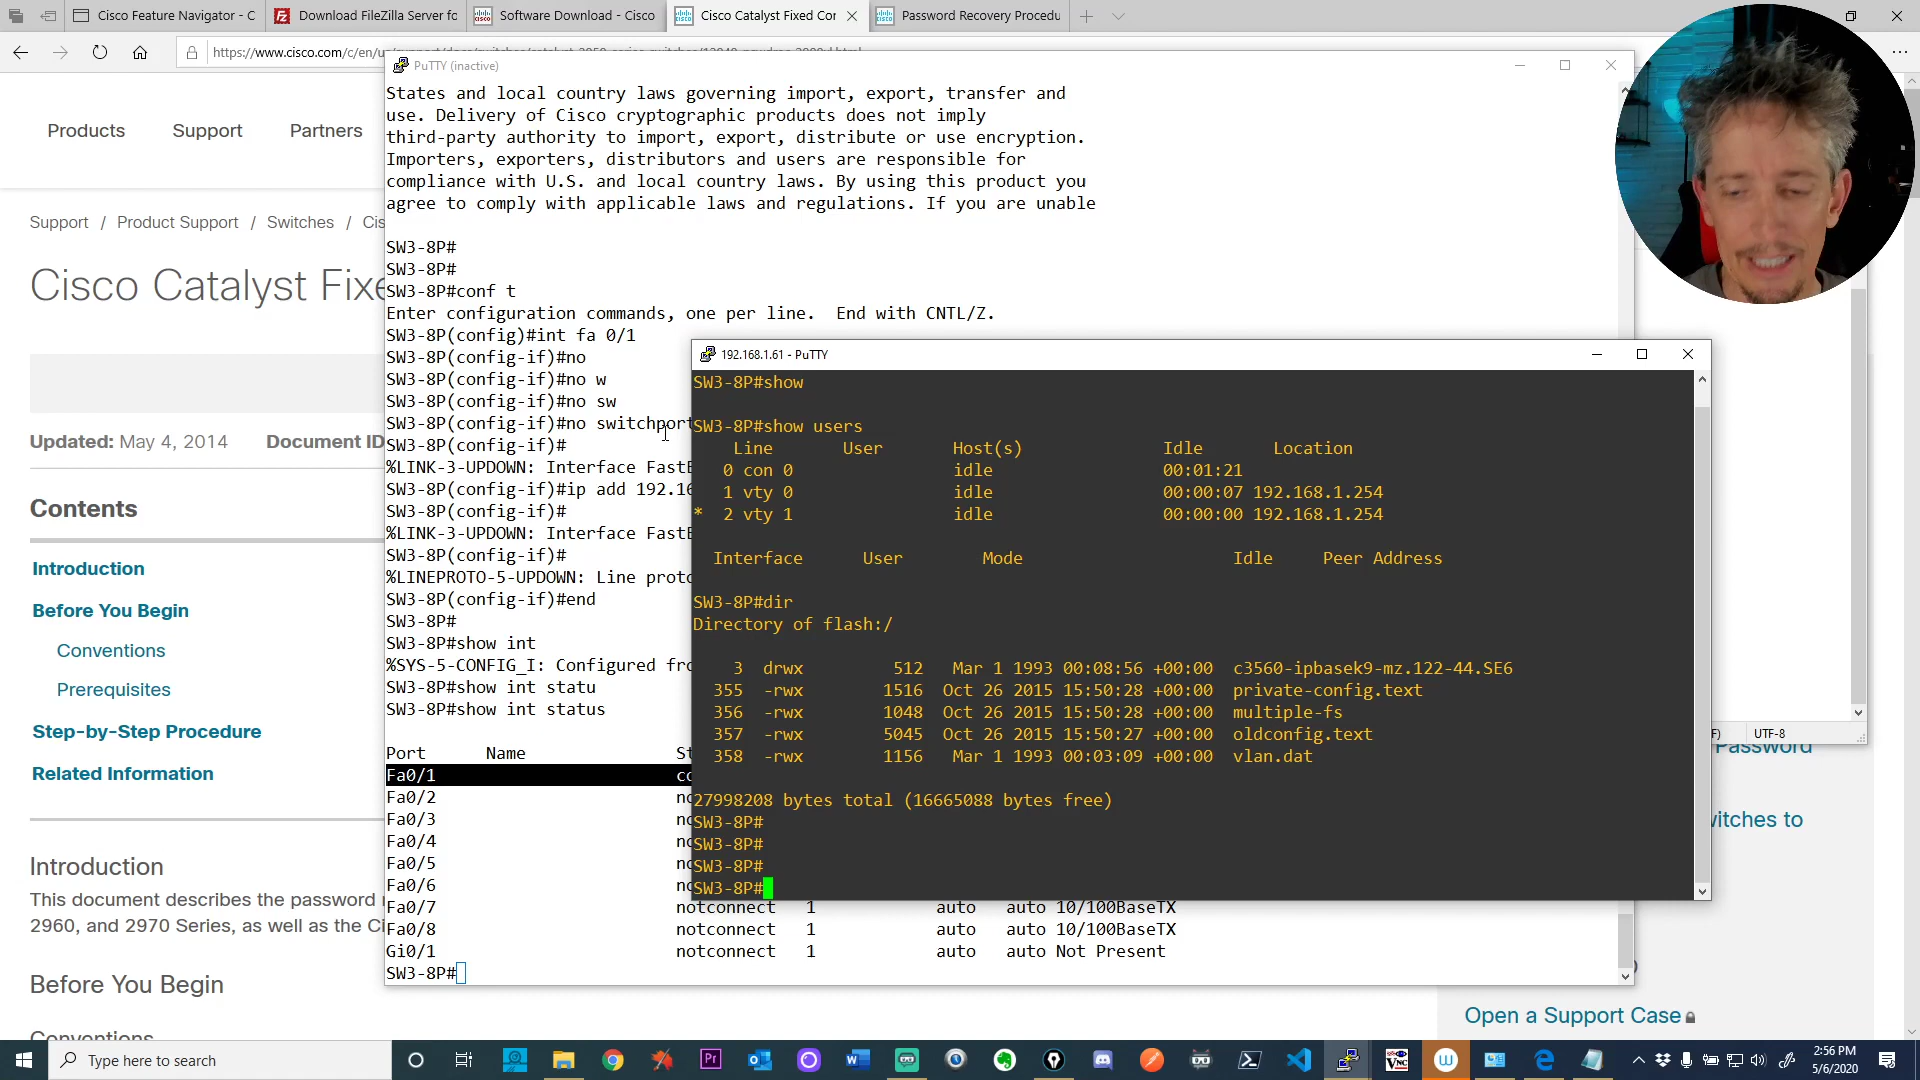 Cisco Feature Navigator - C
Download FileZilla Server fo
Software Download - Cisco
Cisco Catalyst Fixed Cor
Password Recovery Procedu
https://www.cisco.com/c/en/us/support/docs/switches/catalyst-2950-series-switches/12040-pswdrec-2900xl.html
PuTTY (inactive)
States and local country laws governing import, export, transfer and
use. Delivery of Cisco cryptographic products does not imply
third-party authority to import, export, distribute or use encryption.
Importers, exporters, distributors and users are responsible for
compliance with U.S. and local country laws. By using this product you
agree to comply with applicable laws and regulations. If you are unable
SW3-8P#
SW3-8P#
SW3-8P#conf t
Enter configuration commands, one per line.  End with CNTL/Z.
SW3-8P(config)#int fa 0/1
SW3-8P(config-if)#no
SW3-8P(config-if)#no w
SW3-8P(config-if)#no sw
SW3-8P(config-if)#no switchport
SW3-8P(config-if)#
%LINK-3-UPDOWN: Interface FastE
SW3-8P(config-if)#ip add 192.16
SW3-8P(config-if)#
%LINK-3-UPDOWN: Interface FastE
SW3-8P(config-if)#
%LINEPROTO-5-UPDOWN: Line proto
SW3-8P(config-if)#end
SW3-8P#
SW3-8P#show int
%SYS-5-CONFIG_I: Configured fro
SW3-8P#show int statu
SW3-8P#show int status
Port Name St
Fa0/1 co
Fa0/2 no
Fa0/3 no
Fa0/4 no
Fa0/5 no
Fa0/6 no
Fa0/7 notconnect 1 auto auto 10/100BaseTX
Fa0/8 notconnect 1 auto auto 10/100BaseTX
Gi0/1 notconnect 1 auto auto Not Present
SW3-8P#
192.168.1.61 - PuTTY
SW3-8P#show
SW3-8P#show users
Line User Host(s) Idle Location
0 con 0 idle 00:01:21
1 vty 0 idle 00:00:07 192.168.1.254
* 2 vty 1 idle 00:00:00 192.168.1.254
Interface User Mode Idle Peer Address
SW3-8P#dir
Directory of flash:/
3 drwx 512 Mar 1 1993 00:08:56 +00:00 c3560-ipbasek9-mz.122-44.SE6
355 -rwx 1516 Oct 26 2015 15:50:28 +00:00 private-config.text
356 -rwx 1048 Oct 26 2015 15:50:28 +00:00 multiple-fs
357 -rwx 5045 Oct 26 2015 15:50:27 +00:00 oldconfig.text
358 -rwx 1156 Mar 1 1993 00:03:09 +00:00 vlan.dat
27998208 bytes total (16665088 bytes free)
SW3-8P#
SW3-8P#
SW3-8P#
SW3-8P#
Products Support Partners
Support / Product Support / Switches / Cis
Cisco Catalyst Fixe
Updated: May 4, 2014 Document ID
Contents
Introduction
Before You Begin
Conventions
Prerequisites
Step-by-Step Procedure
Related Information
Introduction
This document describes the password r
2960, and 2970 Series, as well as the Ci
Before You Begin
Conventions
F) UTF-8
Password
witches to
Open a Support Case
Type here to search
2:56 PM
5/6/2020